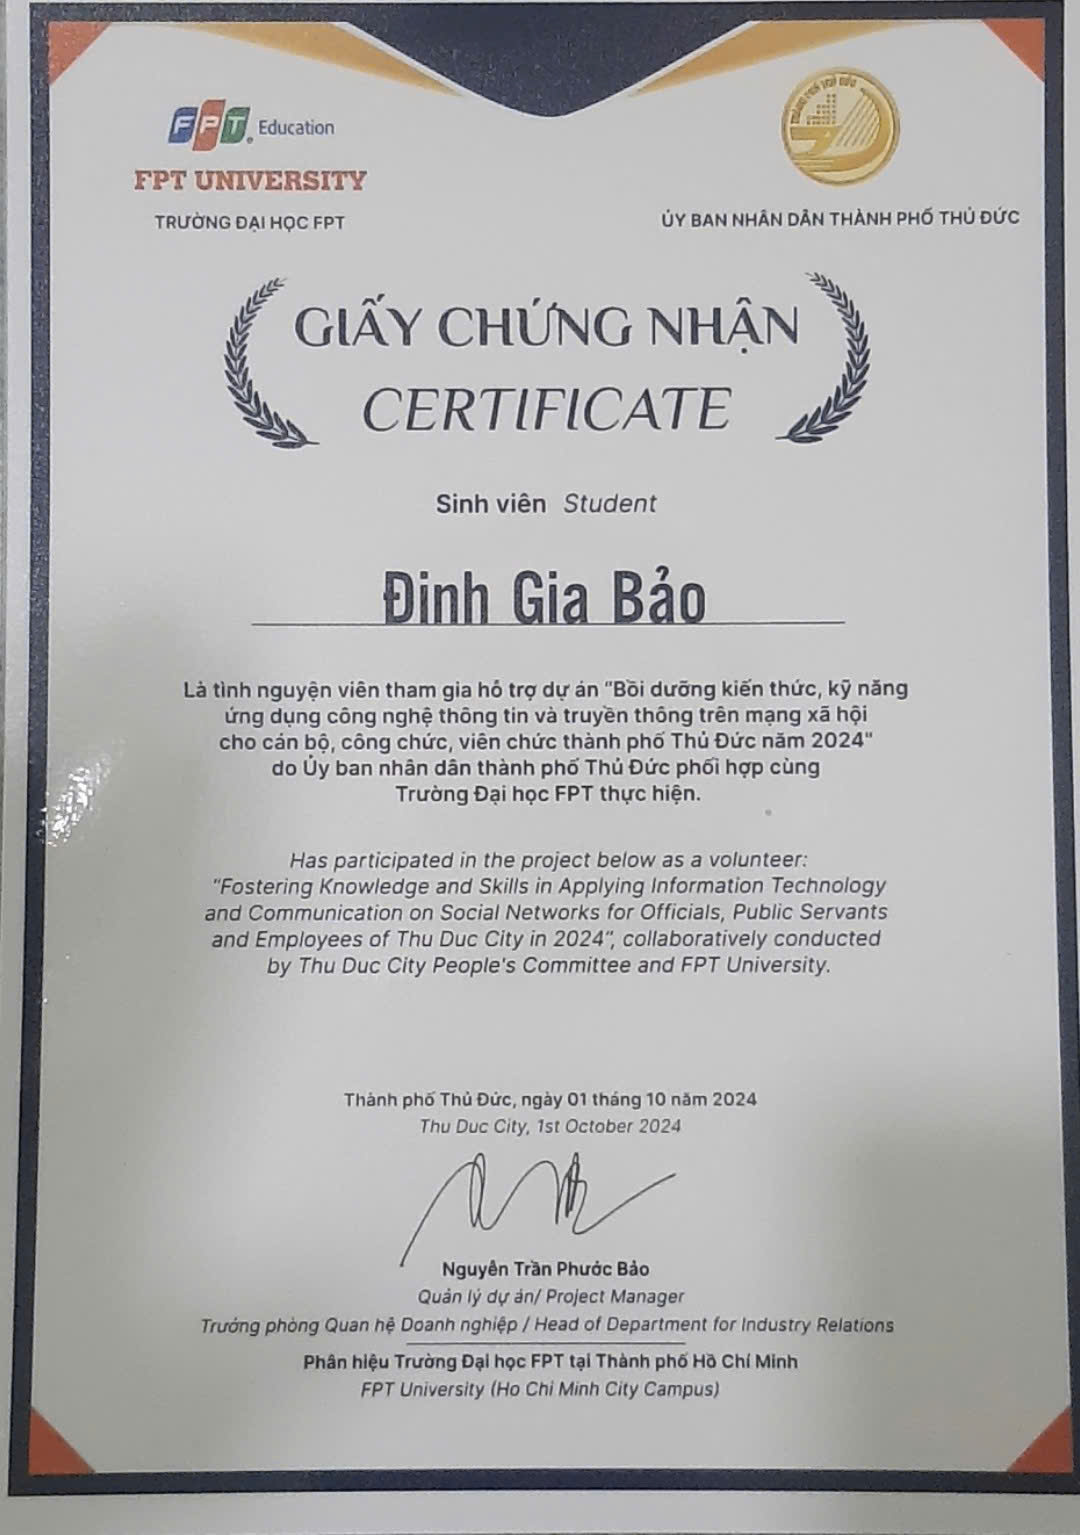 FPT Education
FPT UNIVERSITY
TRƯỜNG ĐẠI HỌC FPT
THÀNH PHỐ THỦ ĐỨC
ỦY BAN NHÂN DÂN THÀNH PHỐ THỦ ĐỨC
GIẤY CHỨNG NHẬN
CERTIFICATE
Sinh viên Student
Đinh Gia Bảo
Là tình nguyện viên tham gia hỗ trợ dự án "Bồi dưỡng kiến thức, kỹ năng
ứng dụng công nghệ thông tin và truyền thông trên mạng xã hội
cho cán bộ, công chức, viên chức thành phố Thủ Đức năm 2024"
do Ủy ban nhân dân thành phố Thủ Đức phối hợp cùng
Trường Đại học FPT thực hiện.
Has participated in the project below as a volunteer:
"Fostering Knowledge and Skills in Applying Information Technology
and Communication on Social Networks for Officials, Public Servants
and Employees of Thu Duc City in 2024", collaboratively conducted
by Thu Duc City People's Committee and FPT University.
Thành phố Thủ Đức, ngày 01 tháng 10 năm 2024
Thu Duc City, 1st October 2024
Nguyễn Trần Phước Bảo
Quản lý dự án/ Project Manager
Trưởng phòng Quan hệ Doanh nghiệp / Head of Department for Industry Relations
Phân hiệu Trường Đại học FPT tại Thành phố Hồ Chí Minh
FPT University (Ho Chi Minh City Campus)